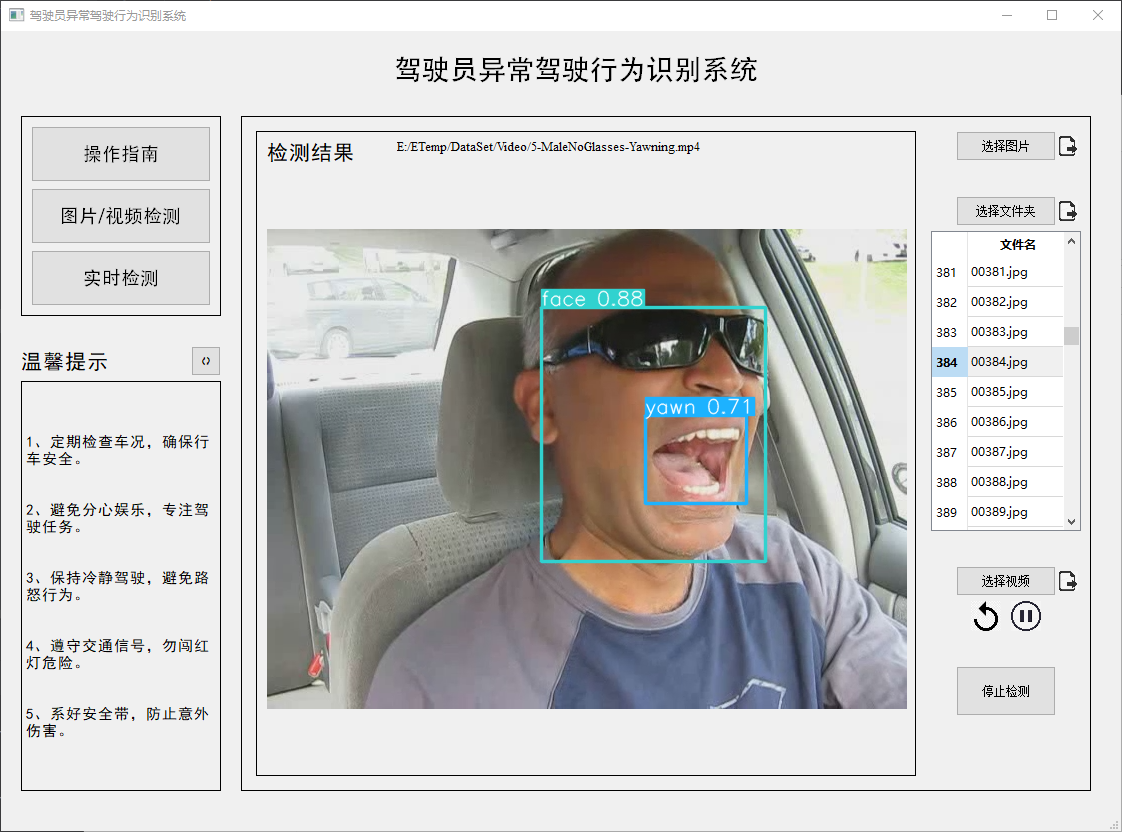 驾驶员异常驾驶行为识别系统
驾驶员异常驾驶行为识别系统
操作指南
图片/视频检测
实时检测
温馨提示
1、定期检查车况，确保行
车安全。
2、避免分心娱乐，专注驾
驶任务。
3、保持冷静驾驶，避免路
怒行为。
4、遵守交通信号，勿闯红
灯危险。
5、系好安全带，防止意外
伤害。
检测结果
E:/ETemp/DataSet/Video/5-MaleNoGlasses-Yawning.mp4
face 0.88
yawn 0.71
选择图片
选择文件夹
文件名
381 00381.jpg
382 00382.jpg
383 00383.jpg
384 00384.jpg
385 00385.jpg
386 00386.jpg
387 00387.jpg
388 00388.jpg
389 00389.jpg
选择视频
停止检测